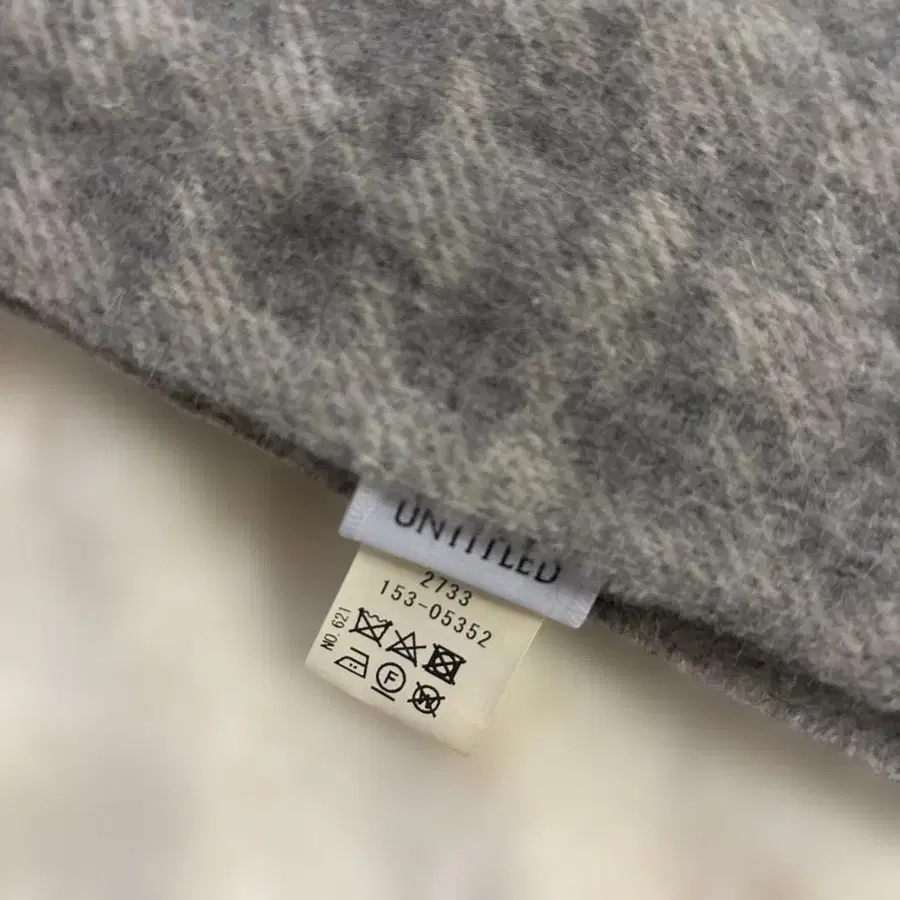 UNTITLED
2733
153-05352
NO.621
F
W